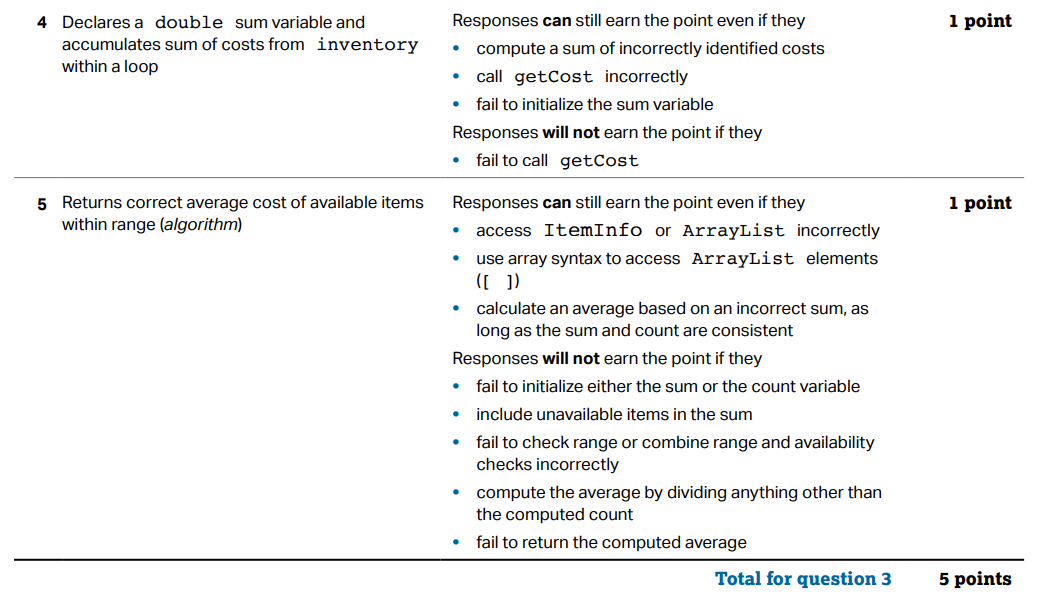 4 Declares a double sum variable and accumulates sum of costs from inventory within a loop
Responses can still earn the point even if they
• compute a sum of incorrectly identified costs
• call getCost incorrectly
• fail to initialize the sum variable
Responses will not earn the point if they
• fail to call getCost
1 point
5 Returns correct average cost of available items within range (algorithm)
Responses can still earn the point even if they
• access ItemInfo or ArrayList incorrectly
• use array syntax to access ArrayList elements ([ ])
• calculate an average based on an incorrect sum, as long as the sum and count are consistent
Responses will not earn the point if they
• fail to initialize either the sum or the count variable
• include unavailable items in the sum
• fail to check range or combine range and availability checks incorrectly
• compute the average by dividing anything other than the computed count
• fail to return the computed average
1 point
Total for question 3 5 points